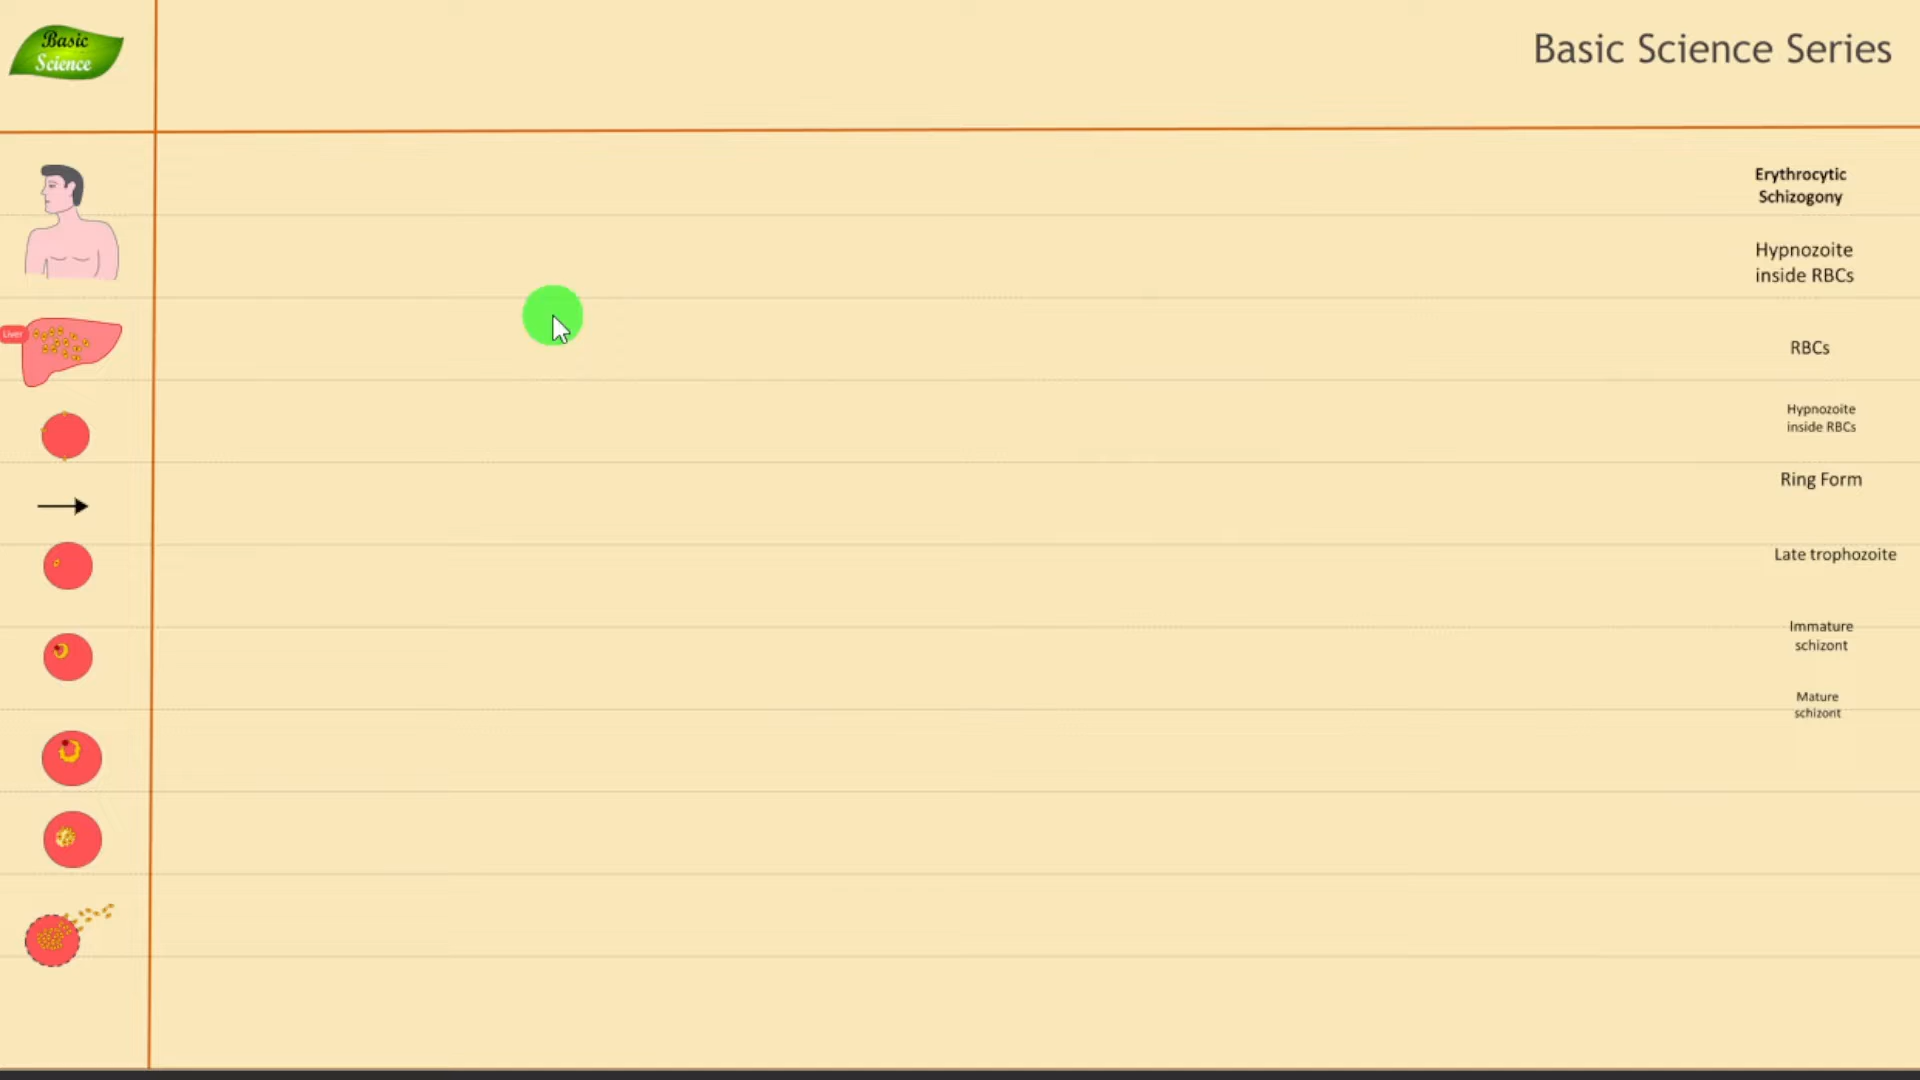 Basic
Science
Basic Science Series
Erythrocytic
Schizogony
Hypnozoite
inside RBCs
Liver
RBCs
Hypnozoite
inside RBCs
Ring Form
Late trophozoite
Immature
schizont
Mature
schizont